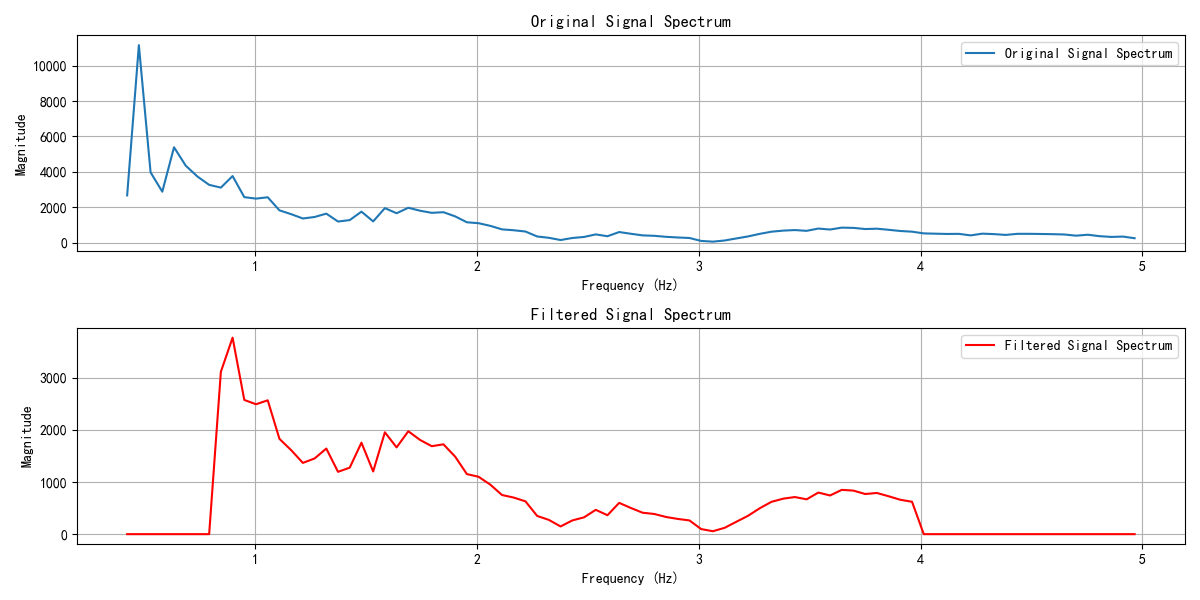 Original Signal Spectrum
Original Signal Spectrum
10000
8000
6000
4000
2000
0
Magnitude
1 2 3 4 5
Frequency (Hz)
Filtered Signal Spectrum
Filtered Signal Spectrum
3000
2000
1000
0
Magnitude
1 2 3 4 5
Frequency (Hz)